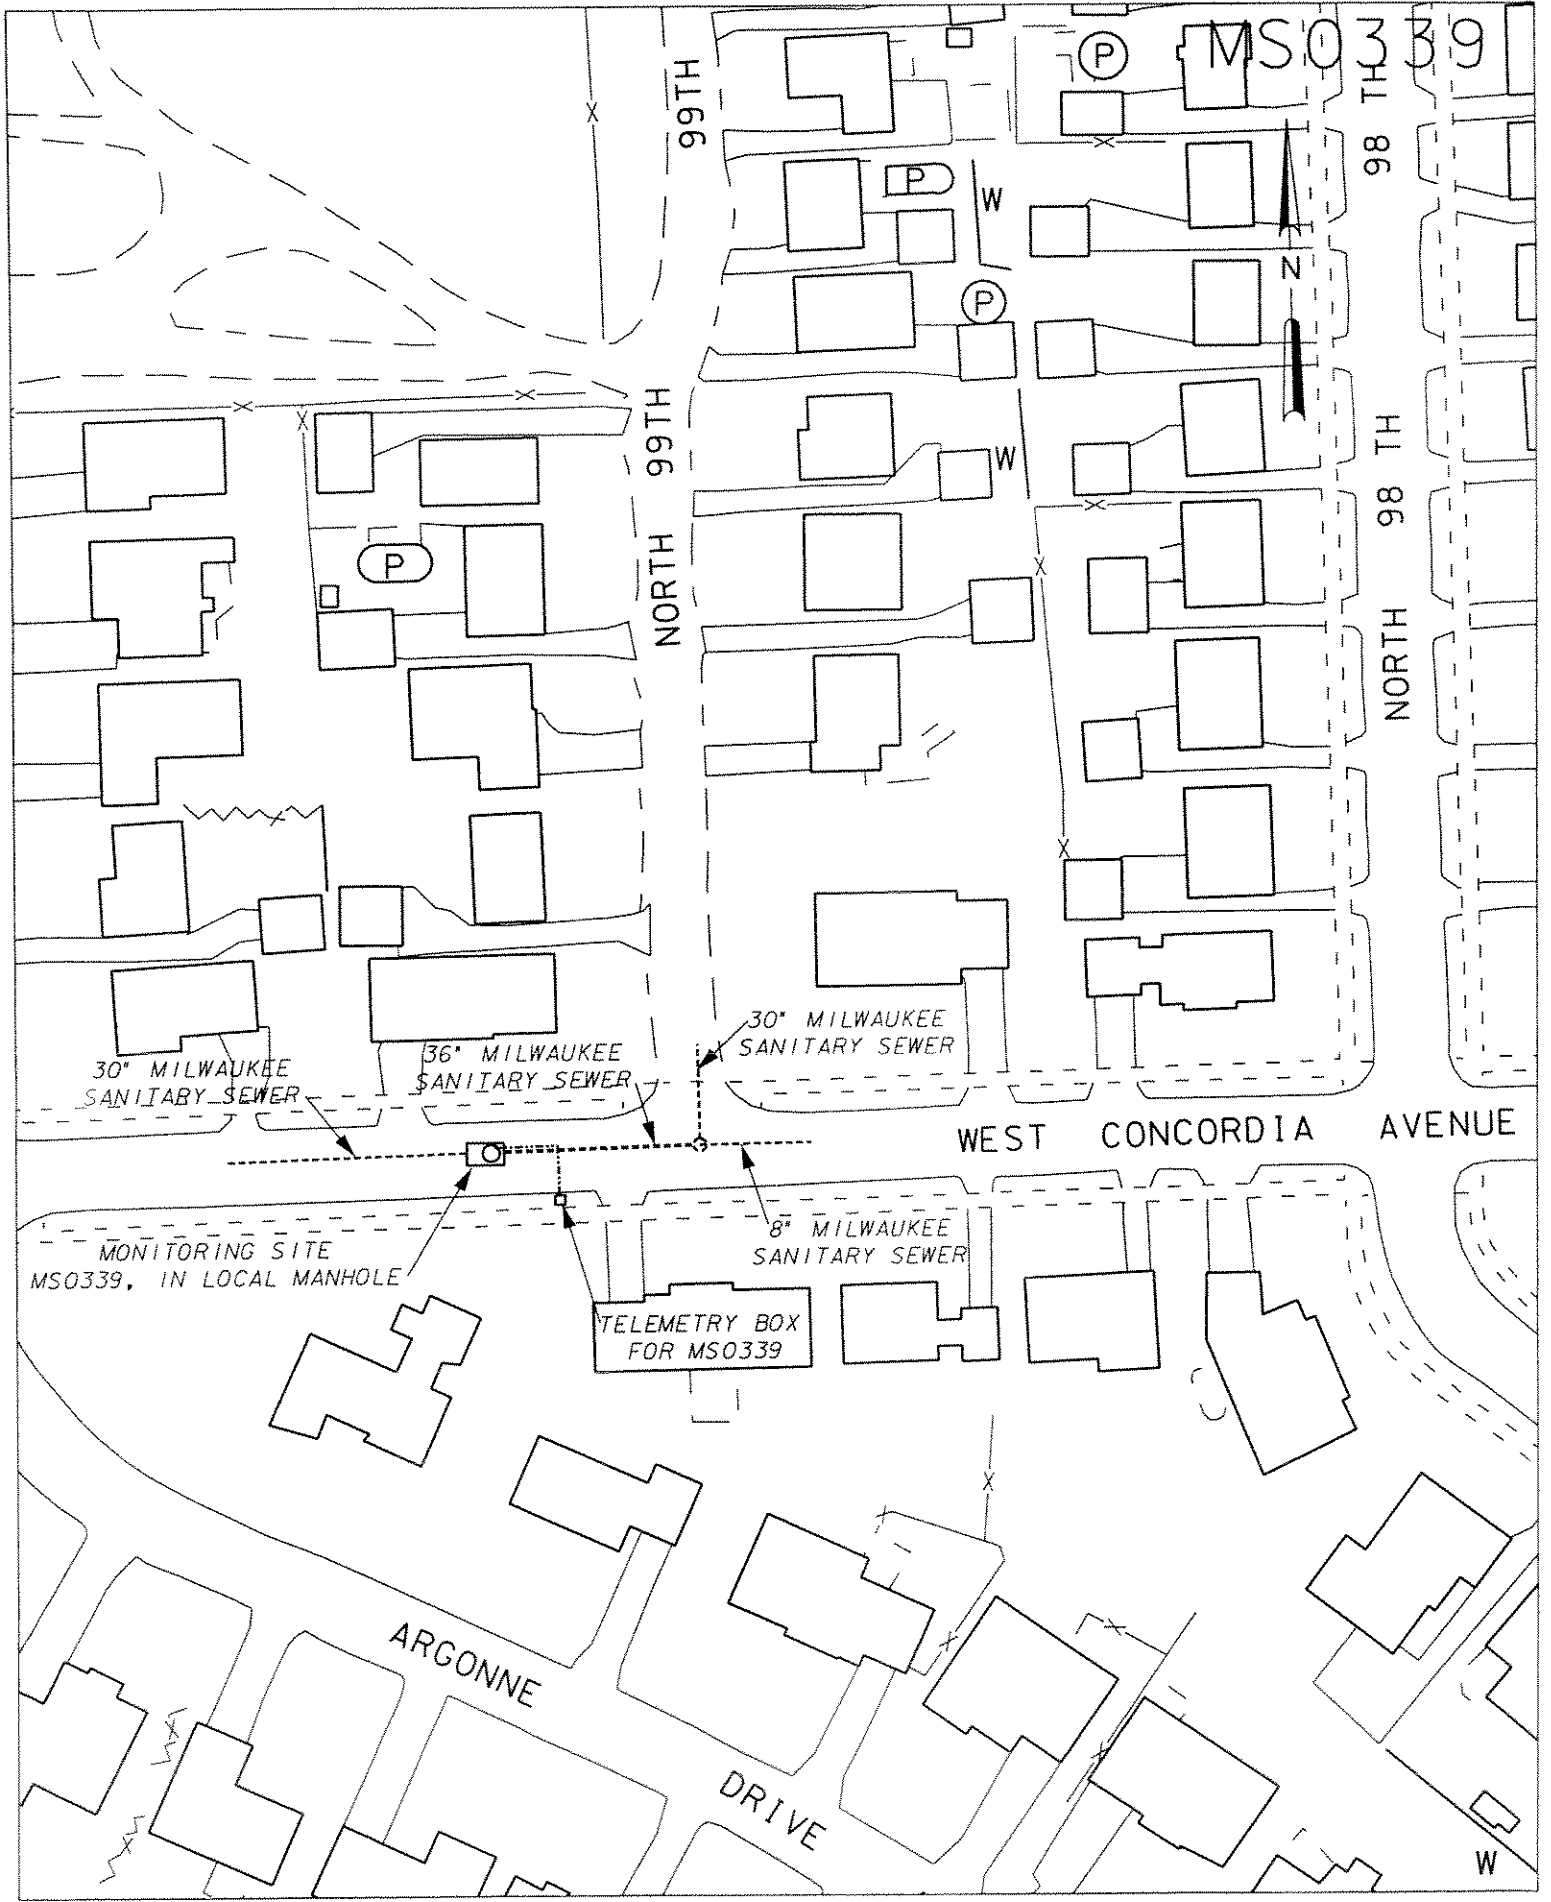 MS0339
99TH
98 TH
P
P
W
N
P
NORTH 99TH
W
NORTH 98 TH
P
30" MILWAUKEE
SANITARY SEWER
36" MILWAUKEE
SANITARY SEWER
30" MILWAUKEE
SANITARY SEWER
WEST CONCORDIA AVENUE
8" MILWAUKEE
SANITARY SEWER
MONITORING SITE
MS0339, IN LOCAL MANHOLE
TELEMETRY BOX
FOR MS0339
ARGONNE DRIVE
W